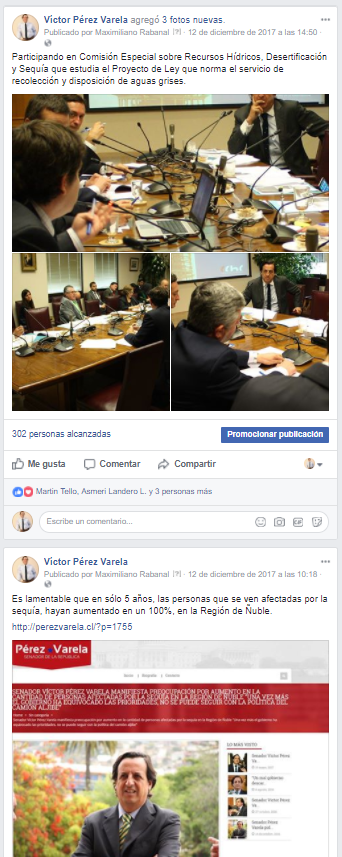 Víctor Pérez Varela agregó 3 fotos nuevas.
Publicado por Maximiliano Rabanal [?] · 12 de diciembre de 2017 a las 14:50 ·
Participando en Comisión Especial sobre Recursos Hídricos, Desertificación
y Sequía que estudia el Proyecto de Ley que norma el servicio de
recolección y disposición de aguas grises.
302 personas alcanzadas
Promocionar publicación
Me gusta Comentar Compartir
Martín Tello, Asmeri Landero L. y 3 personas más
Escribe un comentario...
GIF
Víctor Pérez Varela
Publicado por Maximiliano Rabanal [?] · 12 de diciembre de 2017 a las 10:18 ·
Es lamentable que en sólo 5 años, las personas que se ven afectadas por la
sequía, hayan aumentado en un 100%, en la Región de Ñuble.
http://perezvarela.cl/?p=1755
Pérez Varela
SENADOR DE LA REPUBLICA
SENADOR VÍCTOR PÉREZ VARELA MANIFIESTA PREOCUPACIÓN POR AUMENTO EN LA
CANTIDAD DE PERSONAS AFECTADAS POR LA SEQUÍA EN LA REGIÓN DE ÑUBLE "UNA VEZ MÁS
EL GOBIERNO HA EQUIVOCADO LAS PRIORIDADES, NO SE PUEDE SEGUIR CON LA POLÍTICA DEL
CAMIÓN ALJIBE"
LO MÁS VISTO